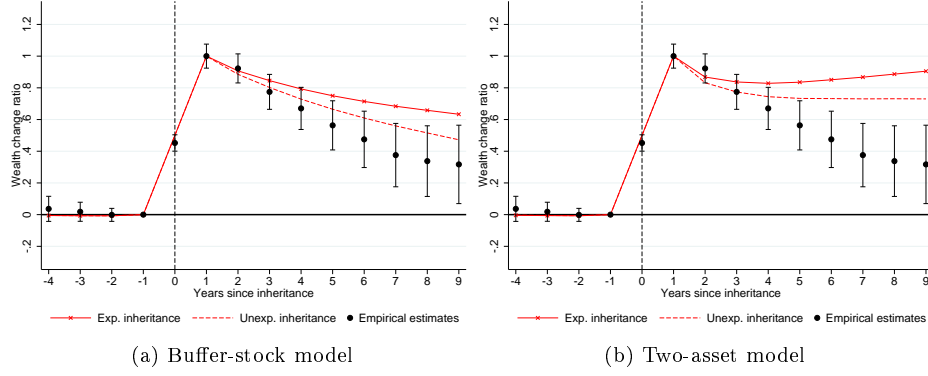 Wealth change ratio
1.2
1
.8
.6
.4
.2
0
-.2
-4 -3 -2 -1 0 1 2 3 4 5 6 7 8 9
Years since inheritance
Exp. inheritance Unexp. inheritance Empirical estimates
(a) Buffer-stock model
Wealth change ratio
1.2
1
.8
.6
.4
.2
0
-.2
-4 -3 -2 -1 0 1 2 3 4 5 6 7 8 9
Years since inheritance
Exp. inheritance Unexp. inheritance Empirical estimates
(b) Two-asset model